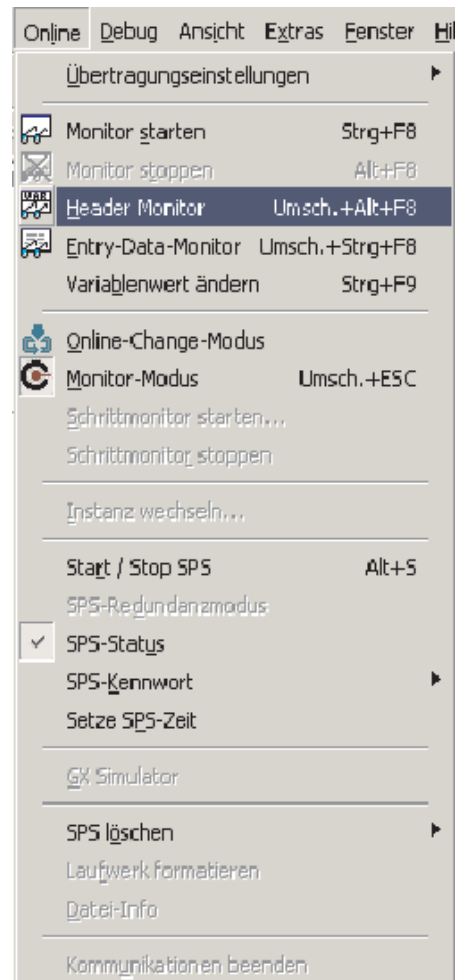 Online Debug Ansicht Extras Fenster Hil
Übertragungseinstellungen
Monitor starten Strg+F8
Monitor stoppen Alt+F8
Header Monitor Umsch.+Alt+F8
Entry-Data-Monitor Umsch.+Strg+F8
Variablenwert ändern Strg+F9
Online-Change-Modus
Monitor-Modus Umsch.+ESC
Schrittmonitor starten...
Schrittmonitor stoppen
Instanz wechseln...
Start / Stop SPS Alt+S
SPS-Redundanzmodus
SPS-Status
SPS-Kennwort
Setze SPS-Zeit
GX Simulator
SPS löschen
Laufwerk formatieren
Datei-Info
Kommunikationen beenden